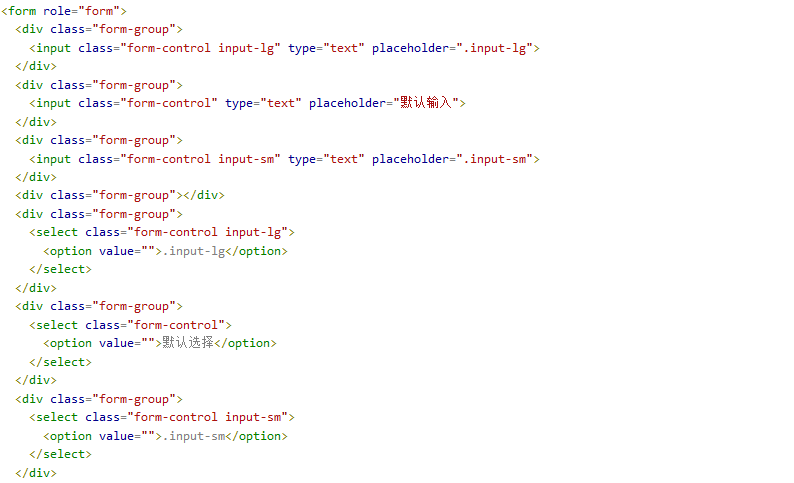 <form role="form">
<div class="form-group">
<input class="form-control input-lg" type="text" placeholder=".input-lg">
</div>
<div class="form-group">
<input class="form-control" type="text" placeholder="默认输入">
</div>
<div class="form-group">
<input class="form-control input-sm" type="text" placeholder=".input-sm">
</div>
<div class="form-group"></div>
<div class="form-group">
<select class="form-control input-lg">
<option value="">.input-lg</option>
</select>
</div>
<div class="form-group">
<select class="form-control">
<option value="">默认选择</option>
</select>
</div>
<div class="form-group">
<select class="form-control input-sm">
<option value="">.input-sm</option>
</select>
</div>